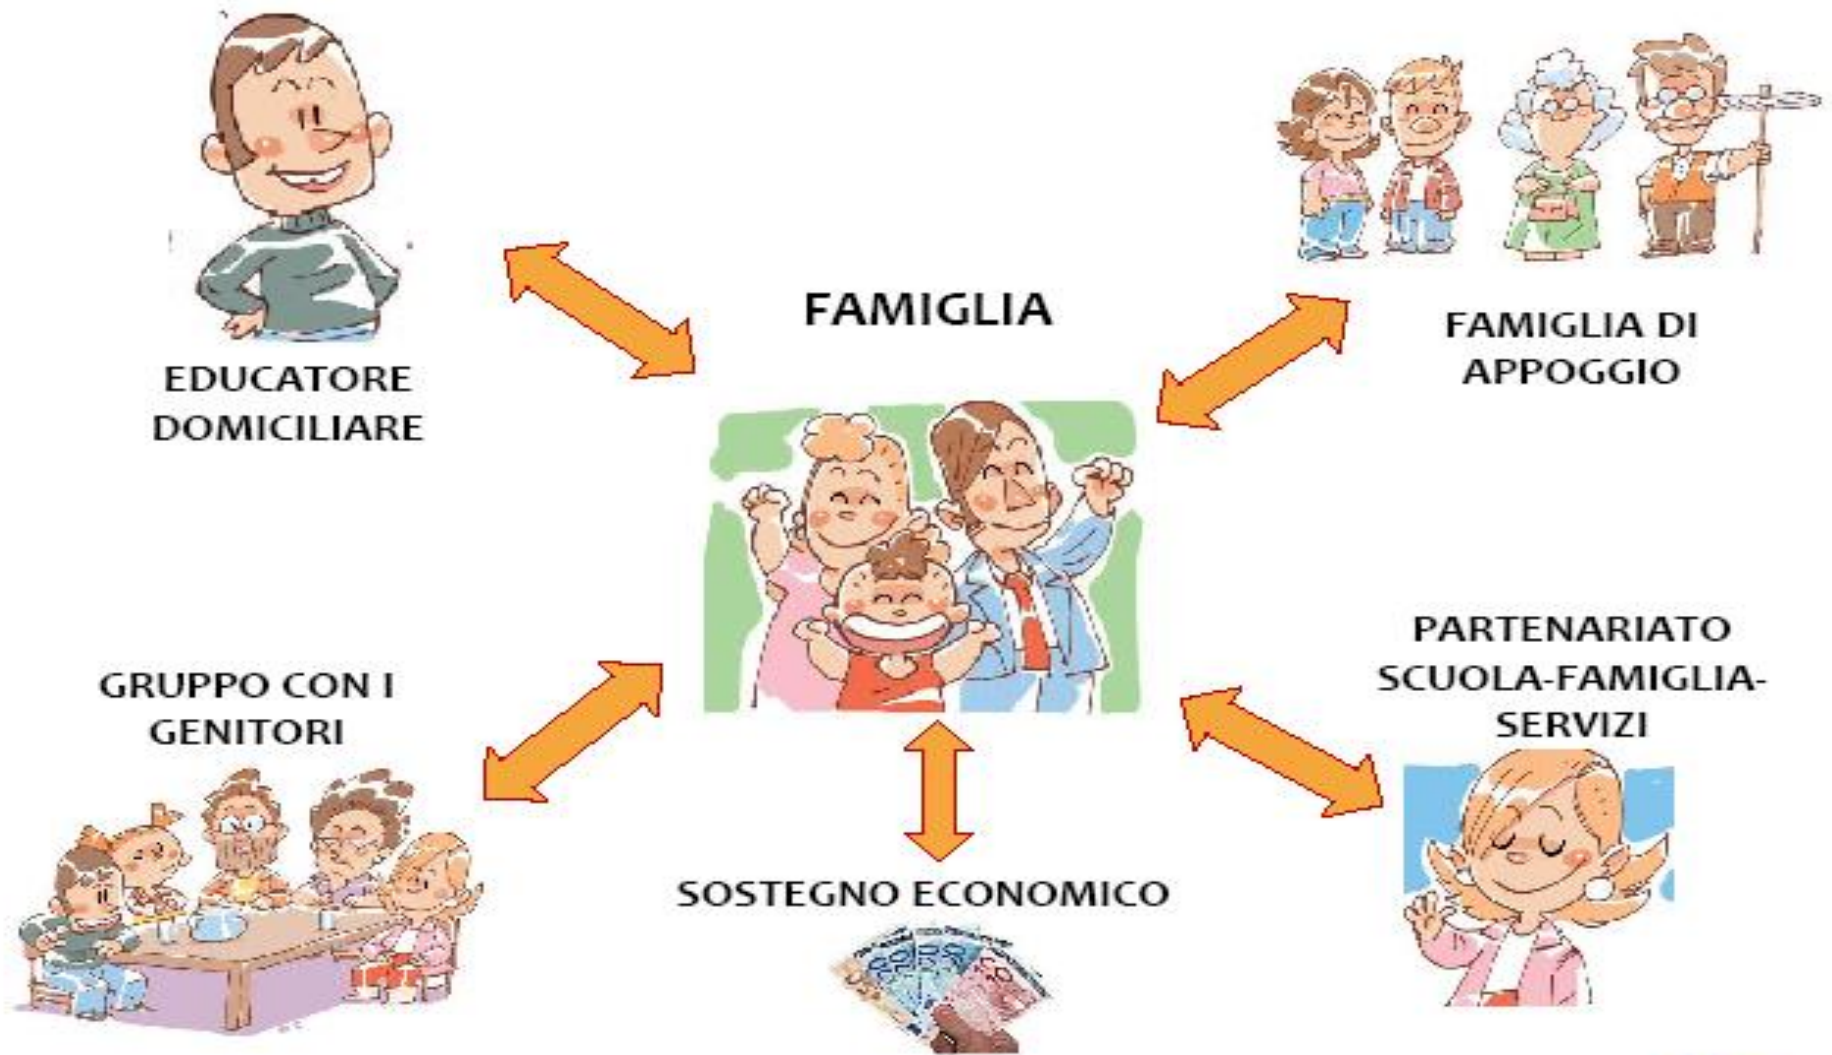 FAMIGLIA
EDUCATORE
DOMICILIARE
FAMIGLIA DI
APPOGGIO
GRUPPO CON I
GENITORI
SOSTEGNO ECONOMICO
PARTENARIATO
SCUOLA-FAMIGLIA-
SERVIZI